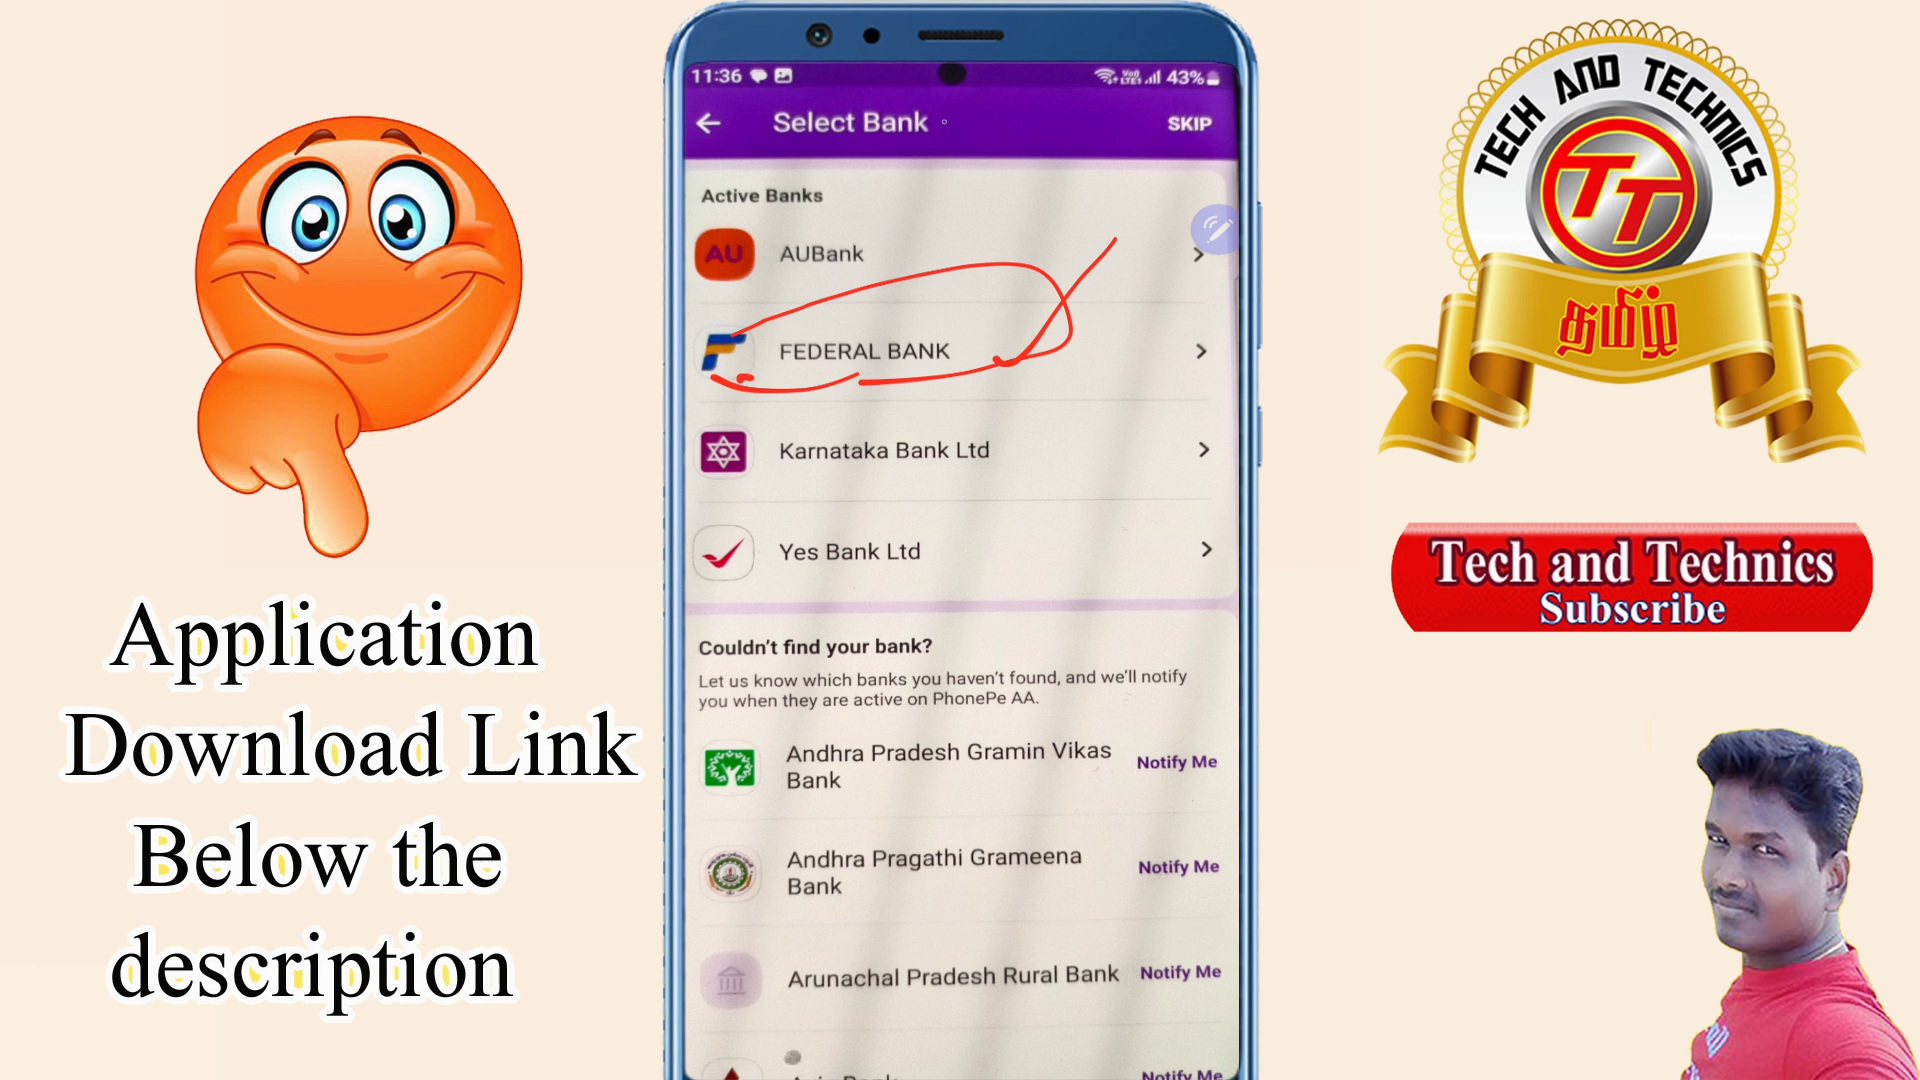 11:36
43%
Select Bank
SKIP
Active Banks
AU
AUBank
FEDERAL BANK
Karnataka Bank Ltd
Yes Bank Ltd
Couldn't find your bank?
Let us know which banks you haven't found, and we'll notify
you when they are active on PhonePe AA.
Andhra Pradesh Gramin Vikas
Bank
Notify Me
Andhra Pragathi Grameena
Bank
Notify Me
Arunachal Pradesh Rural Bank
Notify Me
Notify Me
Application
Download Link
Below the
description
TECH AND TECHNICS
TT
தமிழ்
Tech and Technics
Subscribe